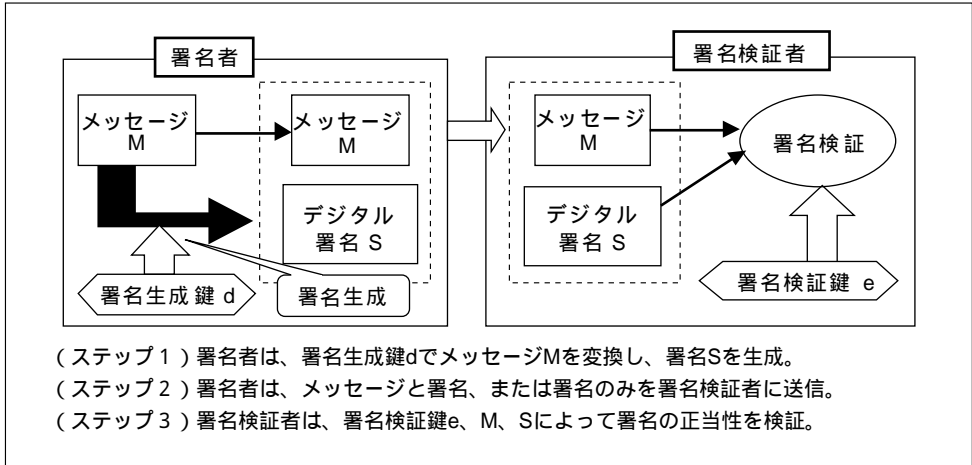 署名者
メッセージ
M
メッセージ
M
デジタル
署名 S
署名生成鍵 d
署名生成
署名検証者
メッセージ
M
デジタル
署名 S
署名検証
署名検証鍵 e
(ステップ1)署名者は、署名生成鍵dでメッセージMを変換し、署名Sを生成。
(ステップ2)署名者は、メッセージと署名、または署名のみを署名検証者に送信。
(ステップ3)署名検証者は、署名検証鍵e、M、Sによって署名の正当性を検証。